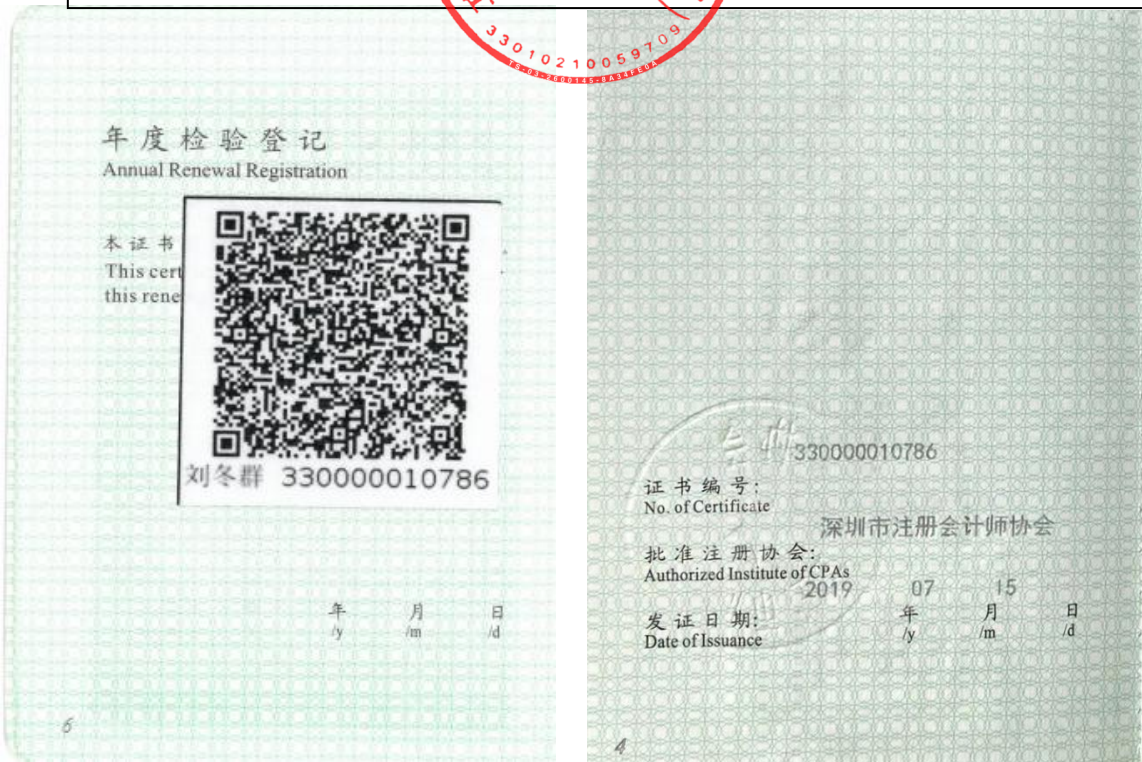 33010210059709
年度检验登记
Annual Renewal Registration
本证书
This cert
this rene
刘冬群 330000010786
年 月 日
/y /m /d
6
330000010786
证书编号:
No. of Certificate
深圳市注册会计师协会
批准注册协会:
Authorized Institute of CPAs
2019 07 15
发证日期: 年 月 日
Date of Issuance /y /m /d
4